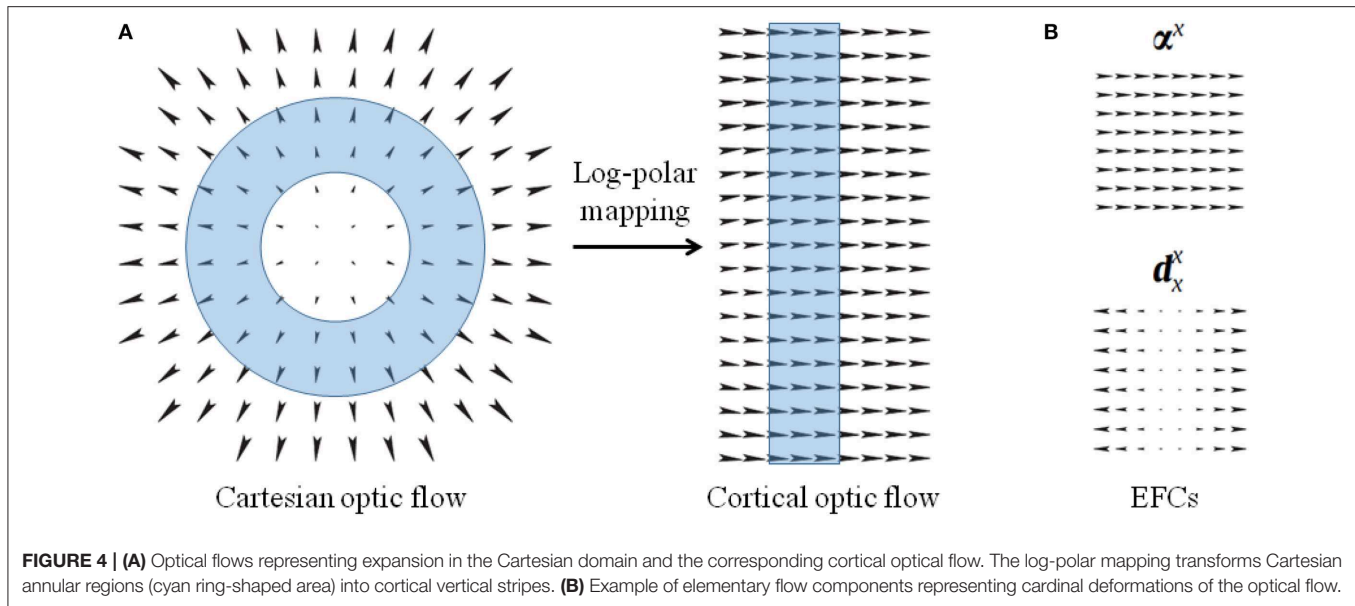 A
B
α^x
Log-polar
mapping
d_x^x
Cartesian optic flow
Cortical optic flow
EFCs
FIGURE 4 | (A) Optical flows representing expansion in the Cartesian domain and the corresponding cortical optical flow. The log-polar mapping transforms Cartesian
annular regions (cyan ring-shaped area) into cortical vertical stripes. (B) Example of elementary flow components representing cardinal deformations of the optical flow.